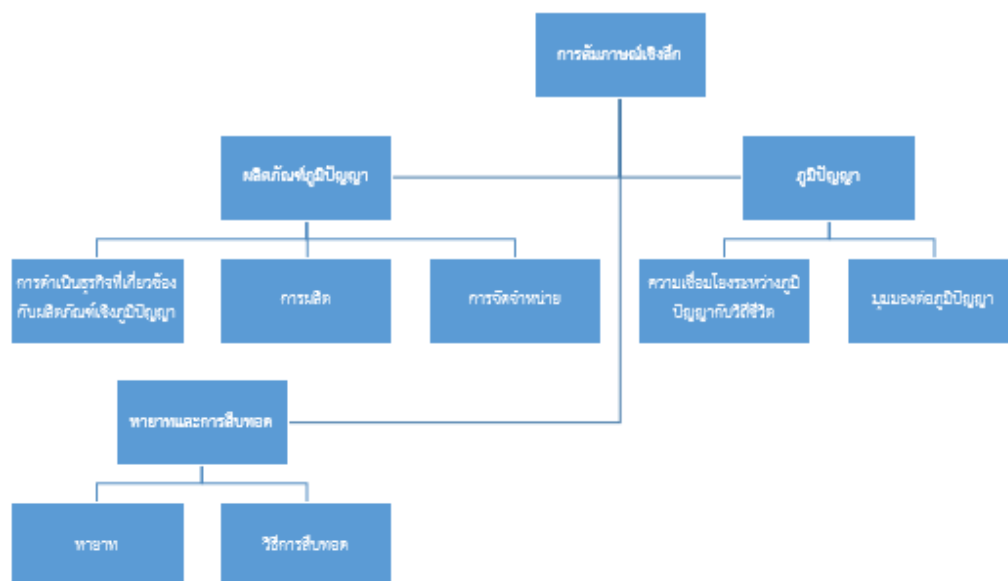 การสัมภาษณ์เชิงลึก
ผลิตภัณฑ์ภูมิปัญญา
ภูมิปัญญา
การดำเนินธุรกิจที่เกี่ยวข้อง
กับผลิตภัณฑ์เชิงภูมิปัญญา
การผลิต
การจัดจำหน่าย
ความเชื่อมโยงระหว่างภูมิ
ปัญญากับวิถีชีวิต
มุมมองต่อภูมิปัญญา
ทายาทและการสืบทอด
ทายาท
วิธีการสืบทอด